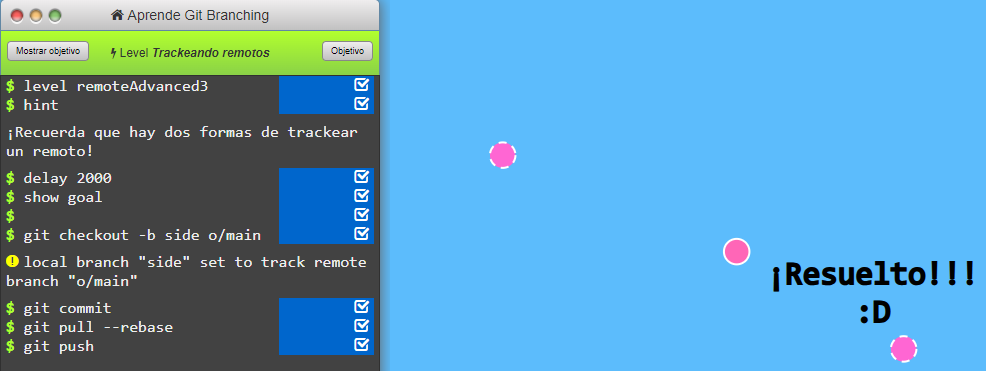 Aprende Git Branching
Mostrar objetivo
Level Trackeando remotos
Objetivo
$ level remoteAdvanced3
$ hint
¡Recuerda que hay dos formas de trackear
un remoto!
$ delay 2000
$ show goal
$
$ git checkout -b side o/main
local branch "side" set to track remote
branch "o/main"
$ git commit
$ git pull --rebase
$ git push
¡Resuelto!!!
:D